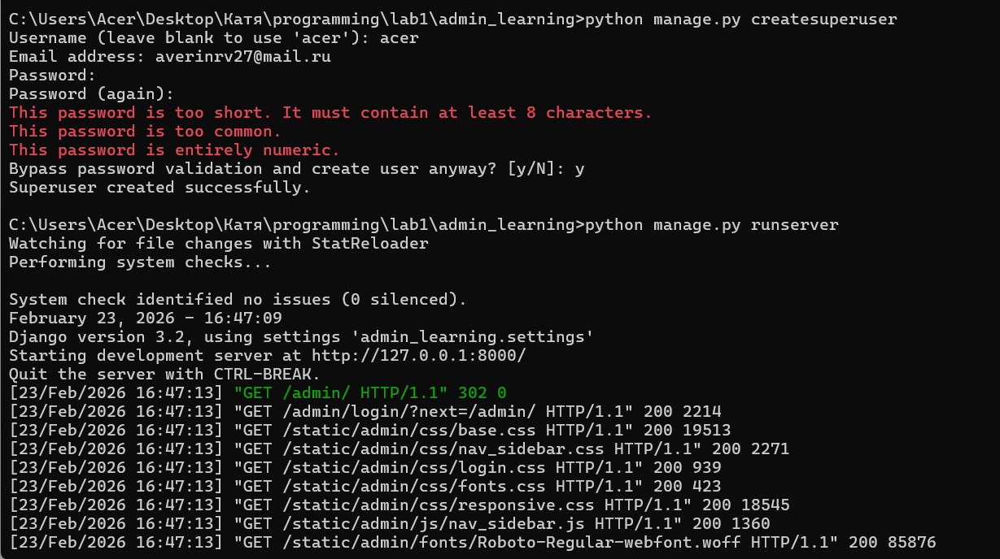 C:\Users\Acer\Desktop\Катя\programming\lab1\admin_learning>python manage.py createsuperuser
Username (leave blank to use 'acer'): acer
Email address: averinrv27@mail.ru
Password:
Password (again):
This password is too short. It must contain at least 8 characters.
This password is too common.
This password is entirely numeric.
Bypass password validation and create user anyway? [y/N]: y
Superuser created successfully.
C:\Users\Acer\Desktop\Катя\programming\lab1\admin_learning>python manage.py runserver
Watching for file changes with StatReloader
Performing system checks...
System check identified no issues (0 silenced).
February 23, 2026 - 16:47:09
Django version 3.2, using settings 'admin_learning.settings'
Starting development server at http://127.0.0.1:8000/
Quit the server with CTRL-BREAK.
[23/Feb/2026 16:47:13] "GET /admin/ HTTP/1.1" 302 0
[23/Feb/2026 16:47:13] "GET /admin/login/?next=/admin/ HTTP/1.1" 200 2214
[23/Feb/2026 16:47:13] "GET /static/admin/css/base.css HTTP/1.1" 200 19513
[23/Feb/2026 16:47:13] "GET /static/admin/css/nav_sidebar.css HTTP/1.1" 200 2271
[23/Feb/2026 16:47:13] "GET /static/admin/css/login.css HTTP/1.1" 200 939
[23/Feb/2026 16:47:13] "GET /static/admin/css/fonts.css HTTP/1.1" 200 423
[23/Feb/2026 16:47:13] "GET /static/admin/css/responsive.css HTTP/1.1" 200 18545
[23/Feb/2026 16:47:13] "GET /static/admin/js/nav_sidebar.js HTTP/1.1" 200 1360
[23/Feb/2026 16:47:13] "GET /static/admin/fonts/Roboto-Regular-webfont.woff HTTP/1.1" 200 85876